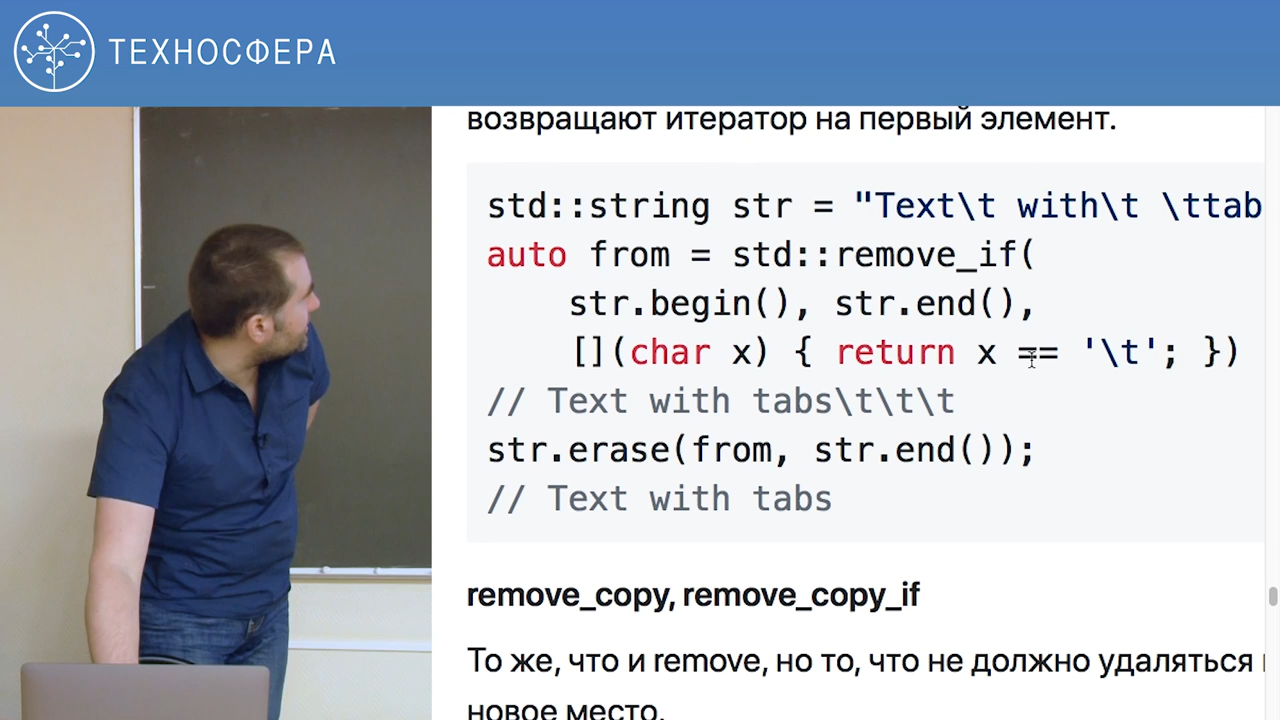 ТЕХНОСФЕРА
возвращают итератор на первый элемент.
std::string str = "Text\t with\t \ttab
auto from = std::remove_if(
    str.begin(), str.end(),
    [](char x) { return x == '\t'; })
// Text with tabs\t\t\t
str.erase(from, str.end());
// Text with tabs
remove_copy, remove_copy_if
То же, что и remove, но то, что не должно удаляться
новое место.